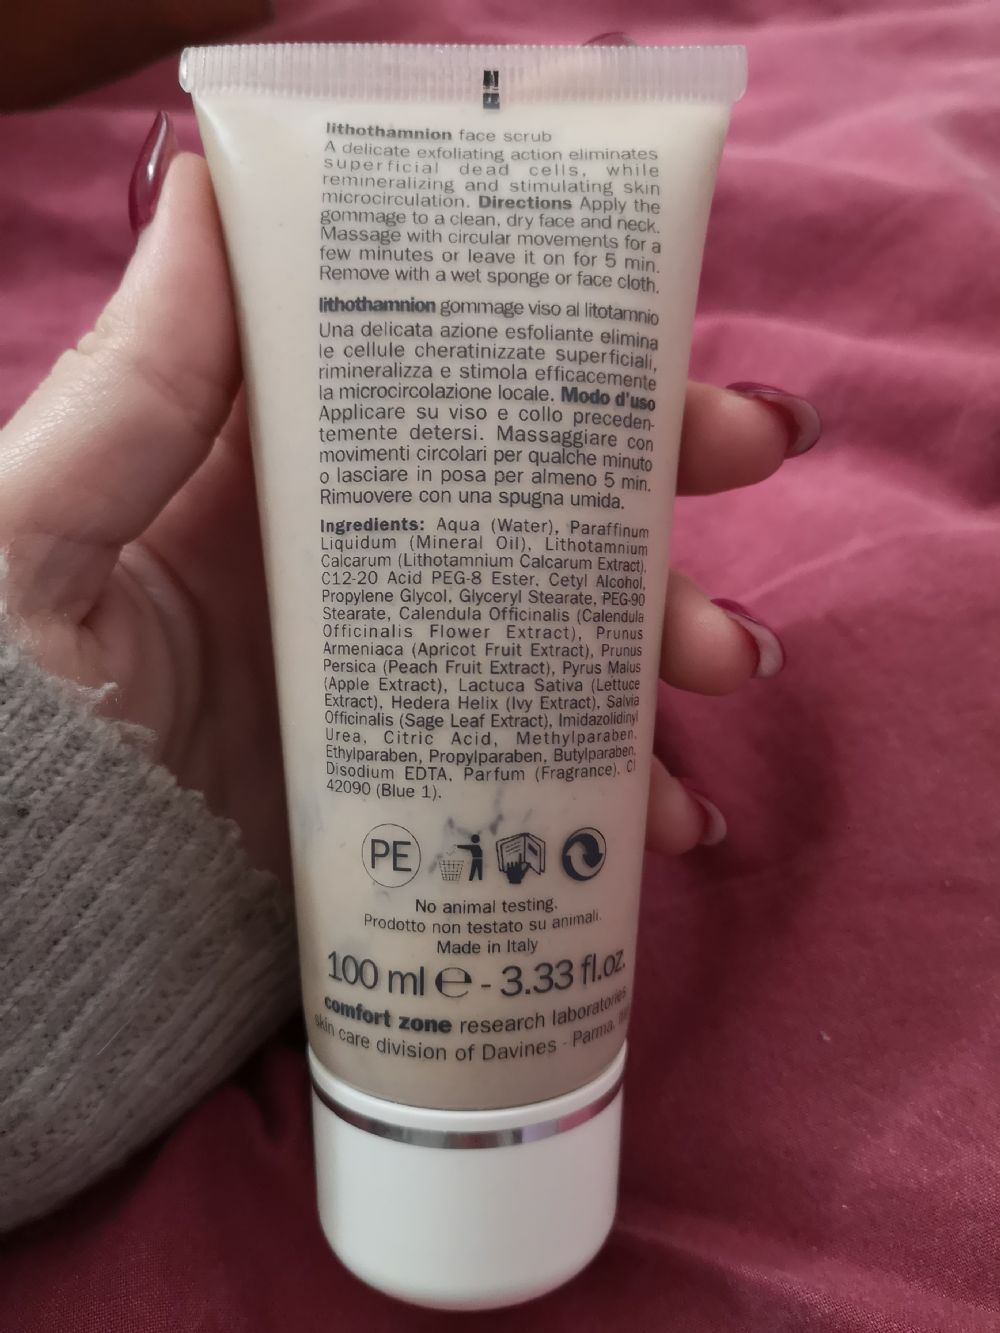 lithothamnion face scrub
A delicate exfoliating action eliminates
superficial dead cells, while
remineralizing and stimulating skin
microcirculation. Directions Apply the
gommage to a clean, dry face and neck.
Massage with circular movements for a
few minutes or leave it on for 5 min.
Remove with a wet sponge or face cloth.
lithothamnion gommage viso al litotamnio
Una delicata azione esfoliante elimina
le cellule cheratinizzate superficiali,
rimineralizza e stimola efficacemente
la microcircolazione locale. Modo d'uso
Applicare su viso e collo preceden-
temente detersi. Massaggiare con
movimenti circolari per qualche minuto
o lasciare in posa per almeno 5 min.
Rimuovere con una spugna umida.
Ingredients: Aqua (Water), Paraffinum
Liquidum (Mineral Oil), Lithotamnium
Calcarum (Lithotamnium Calcarum Extract),
C12-20 Acid PEG-8 Ester, Cetyl Alcohol,
Propylene Glycol, Glyceryl Stearate, PEG-90
Stearate, Calendula Officinalis (Calendula
Officinalis Flower Extract), Prunus
Armeniaca (Apricot Fruit Extract), Prunus
Persica (Peach Fruit Extract), Pyrus Malus
(Apple Extract), Lactuca Sativa (Lettuce
Extract), Hedera Helix (Ivy Extract), Salvia
Officinalis (Sage Leaf Extract), Imidazolidinyl
Urea, Citric Acid, Methylparaben,
Ethylparaben, Propylparaben, Butylparaben,
Disodium EDTA, Parfum (Fragrance), CI
42090 (Blue 1).
PE
No animal testing.
Prodotto non testato su animali.
Made in Italy
100 ml e - 3.33 fl.oz.
comfort zone research laboratories
skin care division of Davines - Parma,